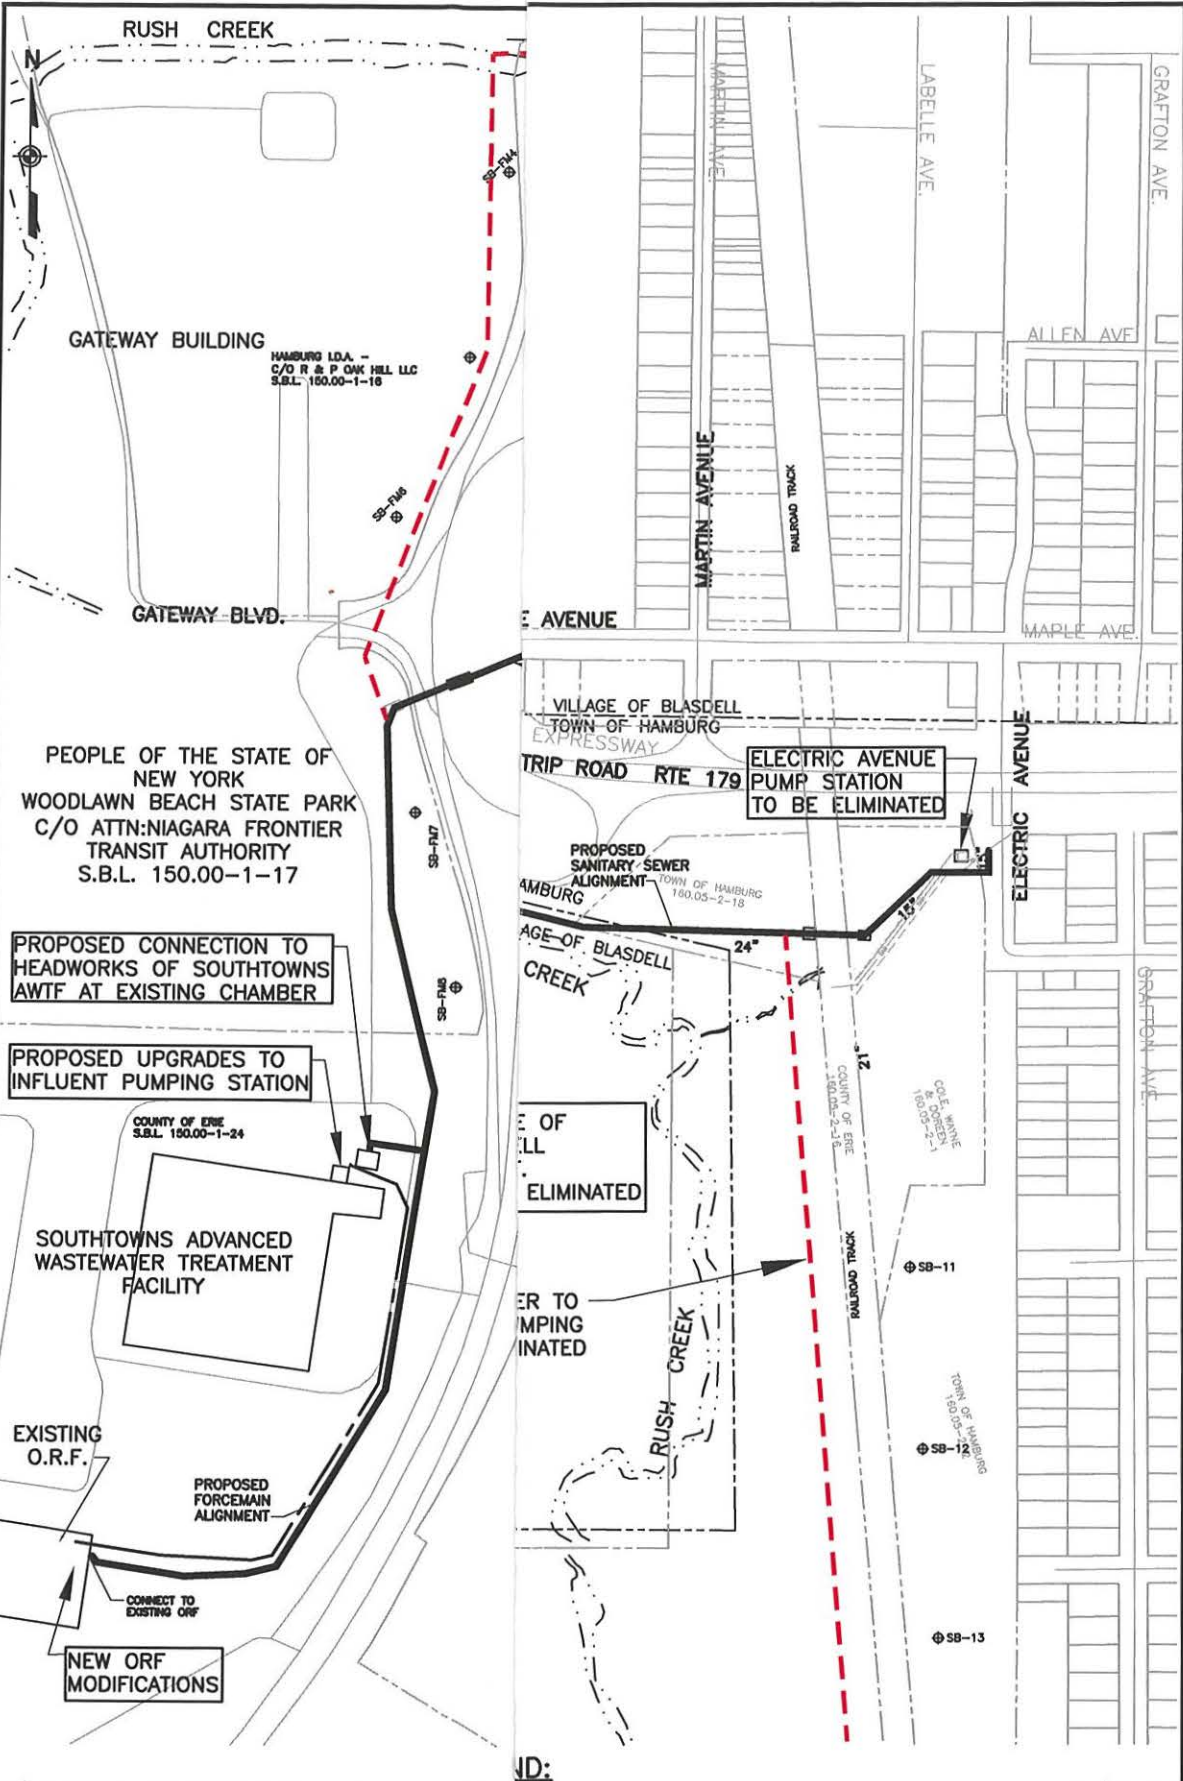 RUSH CREEK
N
SB-FM4
GATEWAY BUILDING
HAMBURG I.D.A. -
C/O R & P OAK HILL LLC
S.B.L. 150.00-1-16
SB-FM6
GATEWAY BLVD.
PEOPLE OF THE STATE OF
NEW YORK
WOODLAWN BEACH STATE PARK
C/O ATTN:NIAGARA FRONTIER
TRANSIT AUTHORITY
S.B.L. 150.00-1-17
SB-FM7
PROPOSED CONNECTION TO
HEADWORKS OF SOUTHTOWNS
AWTF AT EXISTING CHAMBER
SB-FM8
PROPOSED UPGRADES TO
INFLUENT PUMPING STATION
COUNTY OF ERIE
S.B.L. 150.00-1-24
SOUTHTOWNS ADVANCED
WASTEWATER TREATMENT
FACILITY
EXISTING
O.R.F.
PROPOSED
FORCEMAIN
ALIGNMENT
CONNECT TO
EXISTING ORF
NEW ORF
MODIFICATIONS
MARTIN AVE.
LABELLE AVE.
GRAFTON AVE.
ALLEN AVE
MARTIN AVENUE
RAILROAD TRACK
E AVENUE
MAPLE AVE.
VILLAGE OF BLASDELL
TOWN OF HAMBURG
EXPRESSWAY
TRIP ROAD RTE 179
ELECTRIC AVENUE
PUMP STATION
TO BE ELIMINATED
ELECTRIC AVENUE
PROPOSED
SANITARY SEWER
ALIGNMENT
TOWN OF HAMBURG
160.05-2-18
15"
15"
AMBURG
AGE OF BLASDELL
24"
CREEK
21"
COUNTY OF ERIE
160.05-2-16
COLE, WAYNE
& DOREEN
160.05-2-1
GRAFTON AVE.
E OF
LL
ELIMINATED
SB-11
RAILROAD TRACK
ER TO
MPING
INATED
RUSH CREEK
TOWN OF HAMBURG
SB-12
SB-13
ND: